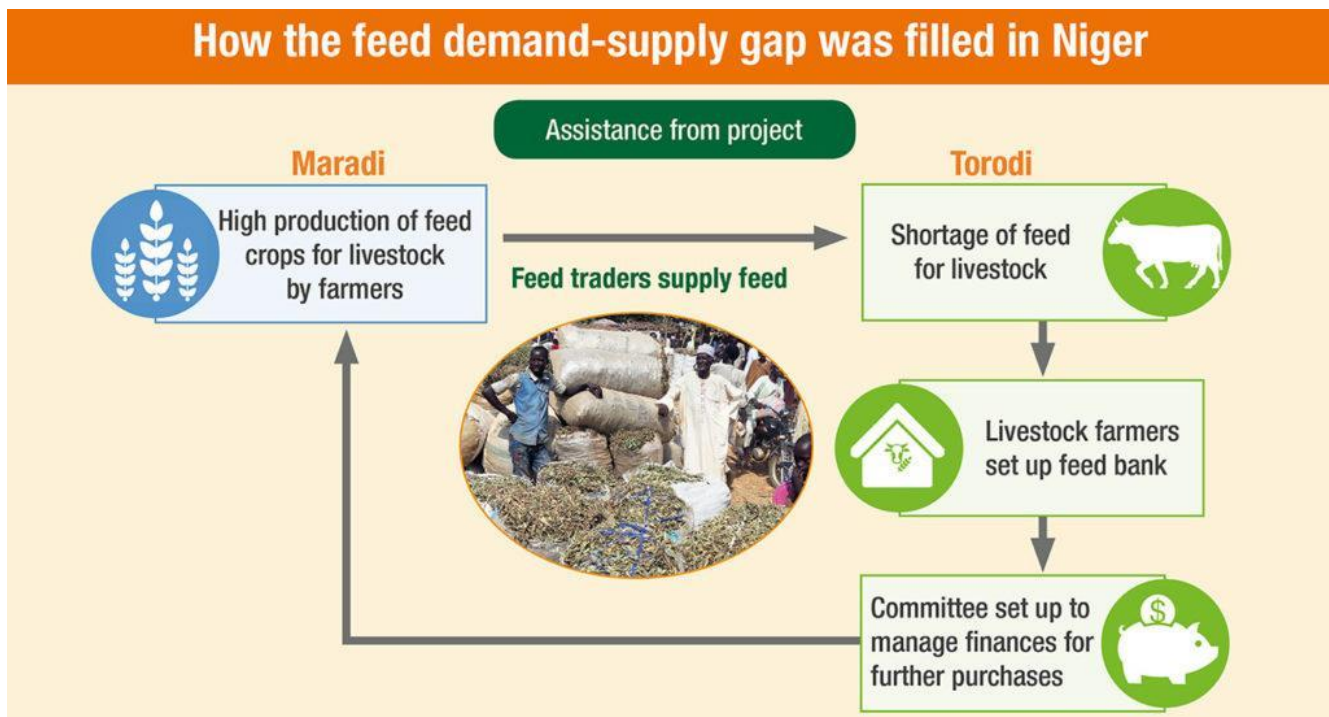 How the feed demand-supply gap was filled in Niger
Assistance from project
Maradi
High production of feed
crops for livestock
by farmers
Feed traders supply feed
Torodi
Shortage of feed
for livestock
Livestock farmers
set up feed bank
Committee set up to
manage finances for
further purchases
$